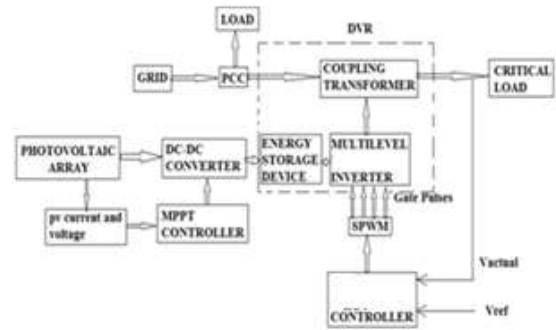 LOAD
DVR
GRID
PCC
COUPLING
TRANSFORMER
CRITICAL
LOAD
PHOTOVOLTAIC
ARRAY
DC-DC
CONVERTER
ENERGY
STORAGE
DEVICE
MULTILEVEL
INVERTER
Gate Pulses
pv current and
voltage
MPPT
CONTROLLER
SPWM
Vactual
CONTROLLER
Vref